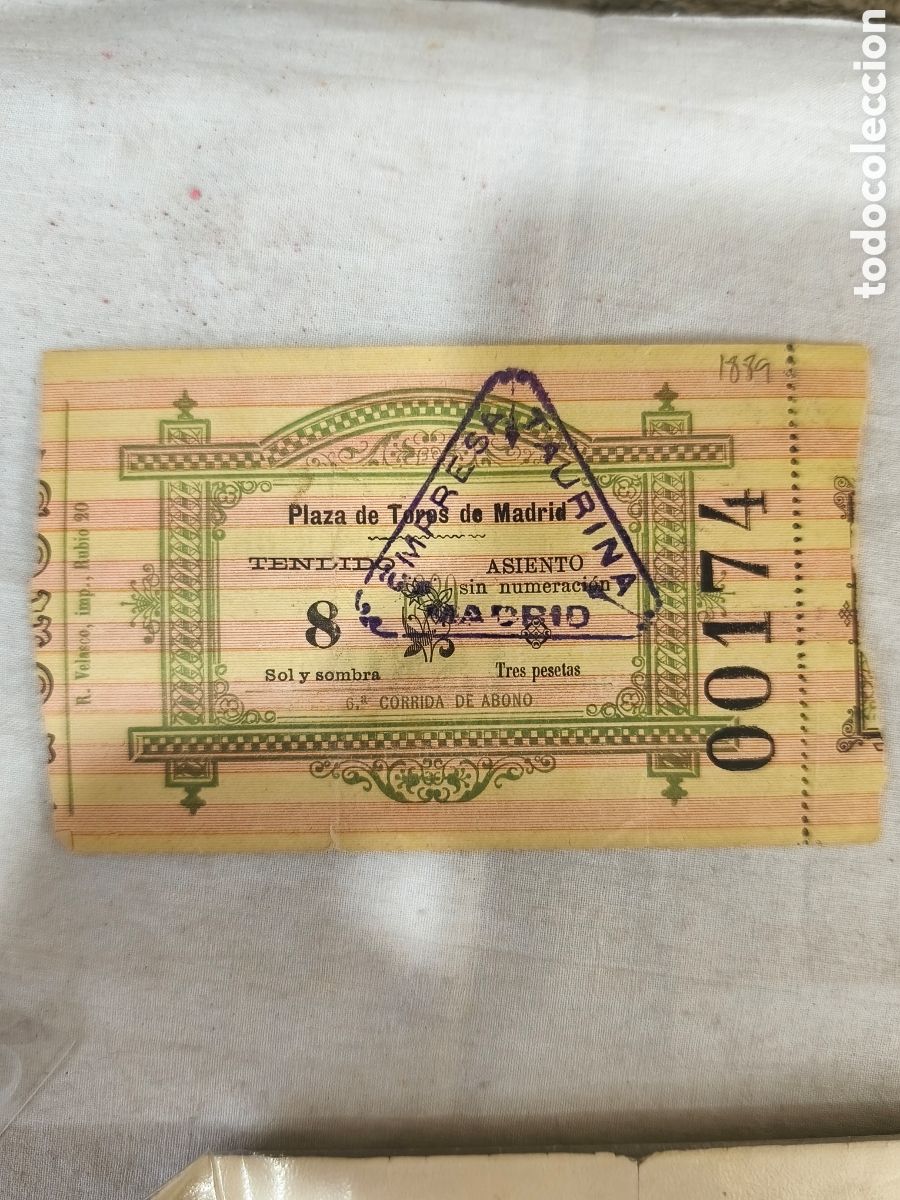 todocoleccion
1889
Plaza de Toros de Madrid
TENDIDO
8
Sol y sombra
ASIENTO
sin numeración
Tres pesetas
6.ª CORRIDA DE ABONO
EMPRESA TAURINA
MADRID
00174
R. Velasco, imp., Rubio 20